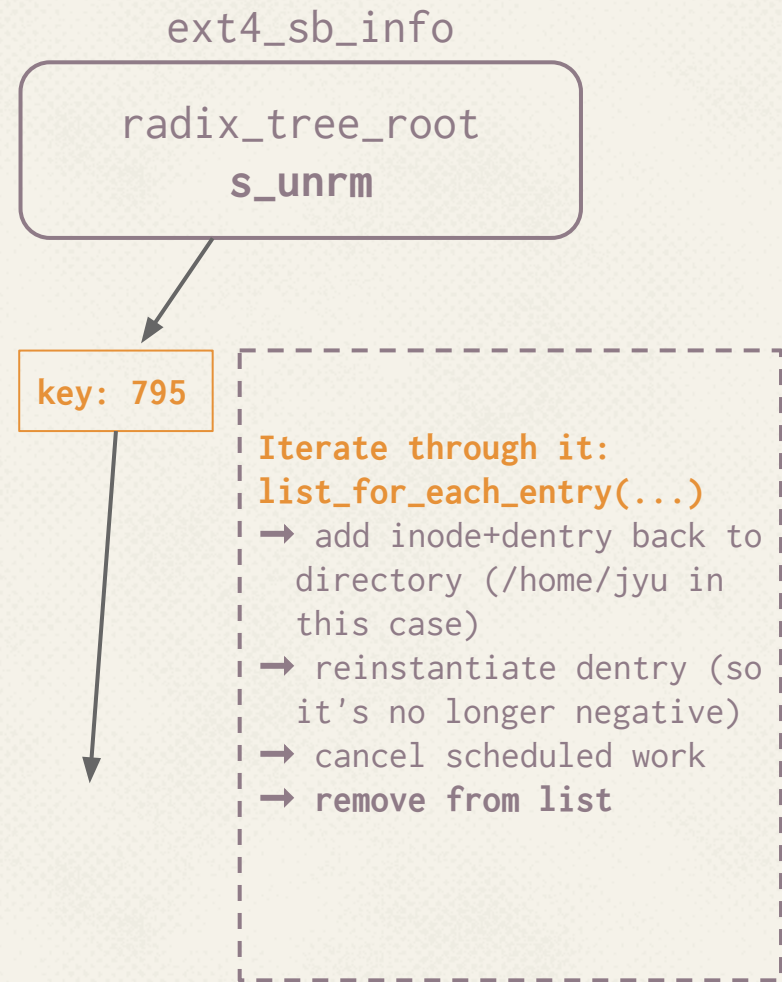 ext4_sb_info
radix_tree_root
s_unrm
key: 795
Iterate through it:
list_for_each_entry(...)
➞ add inode+dentry back to
directory (/home/jyu in
this case)
➞ reinstantiate dentry (so
it's no longer negative)
➞ cancel scheduled work
➞ remove from list